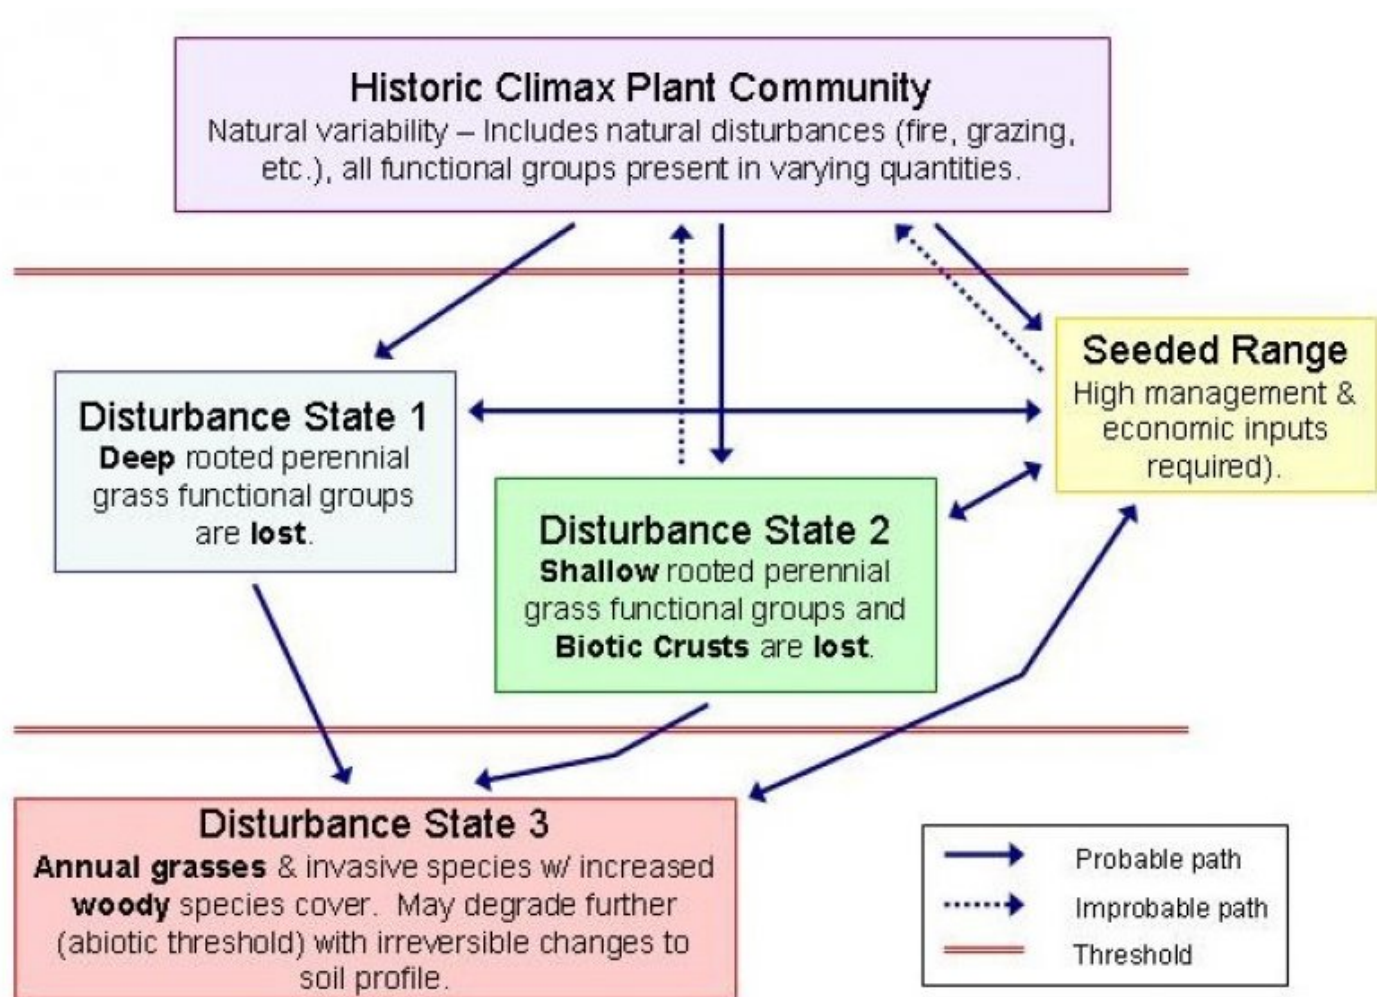 Historic Climax Plant Community
Natural variability – Includes natural disturbances (fire, grazing,
etc.), all functional groups present in varying quantities.
Seeded Range
High management &
economic inputs
required).
Disturbance State 1
Deep rooted perennial
grass functional groups
are lost.
Disturbance State 2
Shallow rooted perennial
grass functional groups and
Biotic Crusts are lost.
Disturbance State 3
Annual grasses & invasive species w/ increased
woody species cover. May degrade further
(abiotic threshold) with irreversible changes to
soil profile.
Probable path
Improbable path
Threshold